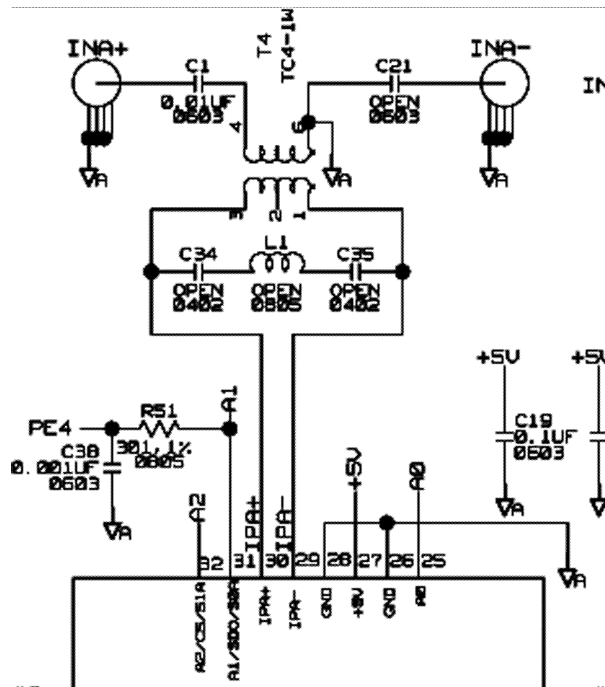 INA+
C1
0.01UF
0603
T4
TC4-1W
C21
OPEN
0603
INA-
IN
4
6
A
A
A
3
2
1
C34
OPEN
0402
L1
OPEN
0805
C35
OPEN
0402
+5V
+5V
C19
0.1UF
0603
A
PE4
R51
301,1%
0805
A1
C38
0.001UF
0603
A
A2
IPA+
IPA-
+5V
A0
A
32
31
30
29
28
27
26
25
A2/CS/S1A
A1/SDO/S0A
IPA+
IPA-
GND
+5V
GND
A0